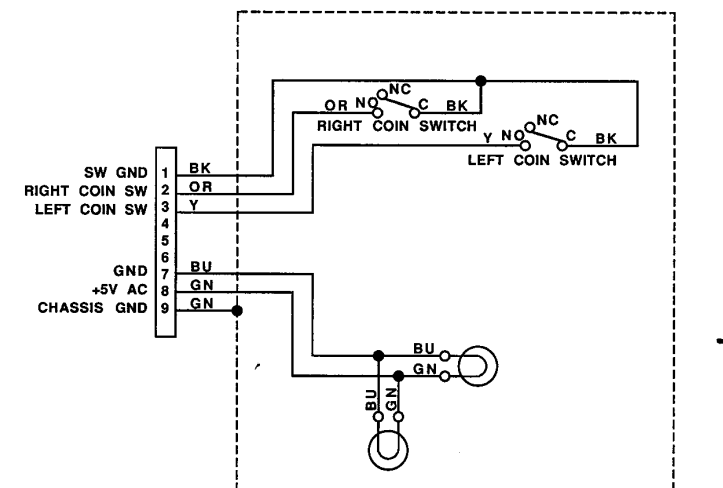 NC
OR NO C BK
RIGHT COIN SWITCH
NC
Y NO C BK
LEFT COIN SWITCH
SW GND 1 BK
RIGHT COIN SW 2 OR
LEFT COIN SW 3 Y
4
5
6
GND 7 BU
+5V AC 8 GN
CHASSIS GND 9 GN
BU
GN
BU
GN